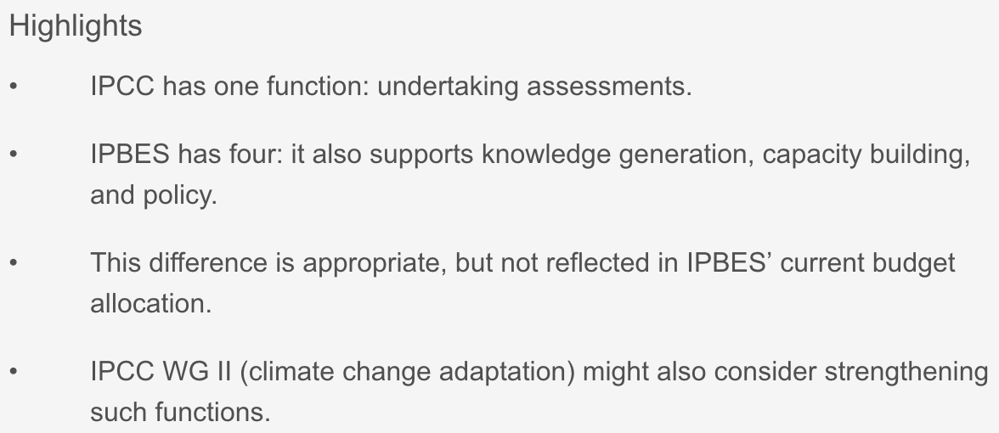 Highlights
• IPCC has one function: undertaking assessments.
• IPBES has four: it also supports knowledge generation, capacity building,
and policy.
• This difference is appropriate, but not reflected in IPBES’ current budget
allocation.
• IPCC WG II (climate change adaptation) might also consider strengthening
such functions.